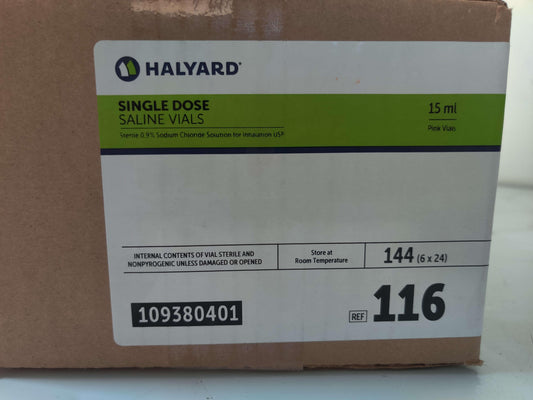 HALYARD®
SINGLE DOSE
SALINE VIALS
Sterile 0.9% Sodium Chloride Solution for Inhalation USP
15 ml
Pink Vials
INTERNAL CONTENTS OF VIAL STERILE AND
NONPYROGENIC UNLESS DAMAGED OR OPENED
Store at
Room Temperature
144 (6 x 24)
109380401
REF 116